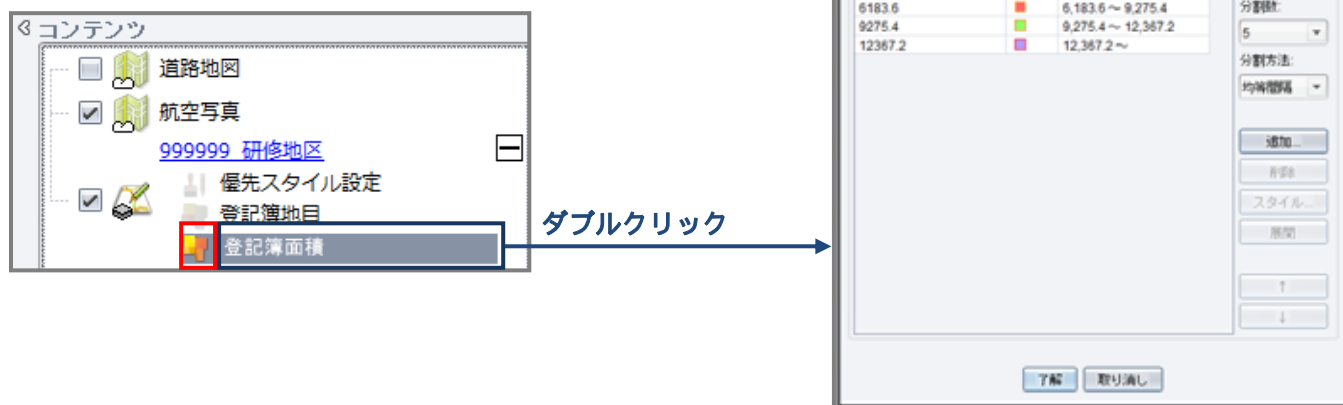 コンテンツ
道路地図
航空写真
999999 研修地区
優先スタイル設定
登記簿地目
登記簿面積
ダブルクリック
6183.6 6,183.6～9,275.4
9275.4 9,275.4～12,367.2
12367.2 12,367.2～
分割数:
5
分割方法:
均等間隔
追加...
削除
スタイル...
展開
↑
↓
了解 取り消し